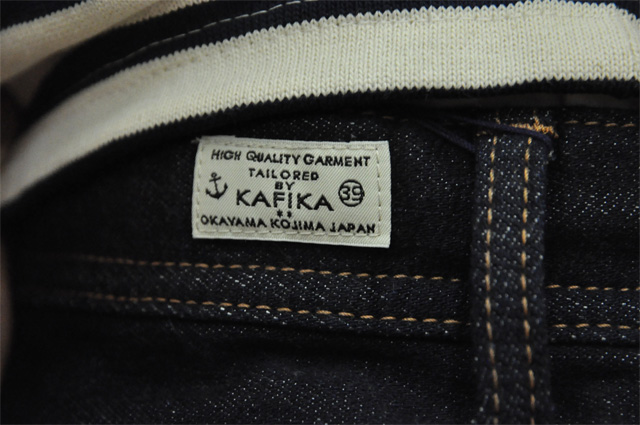 HIGH QUALITY GARMENT
TAILORED
BY
KAFIKA
39
OKAYAMA KOJIMA JAPAN